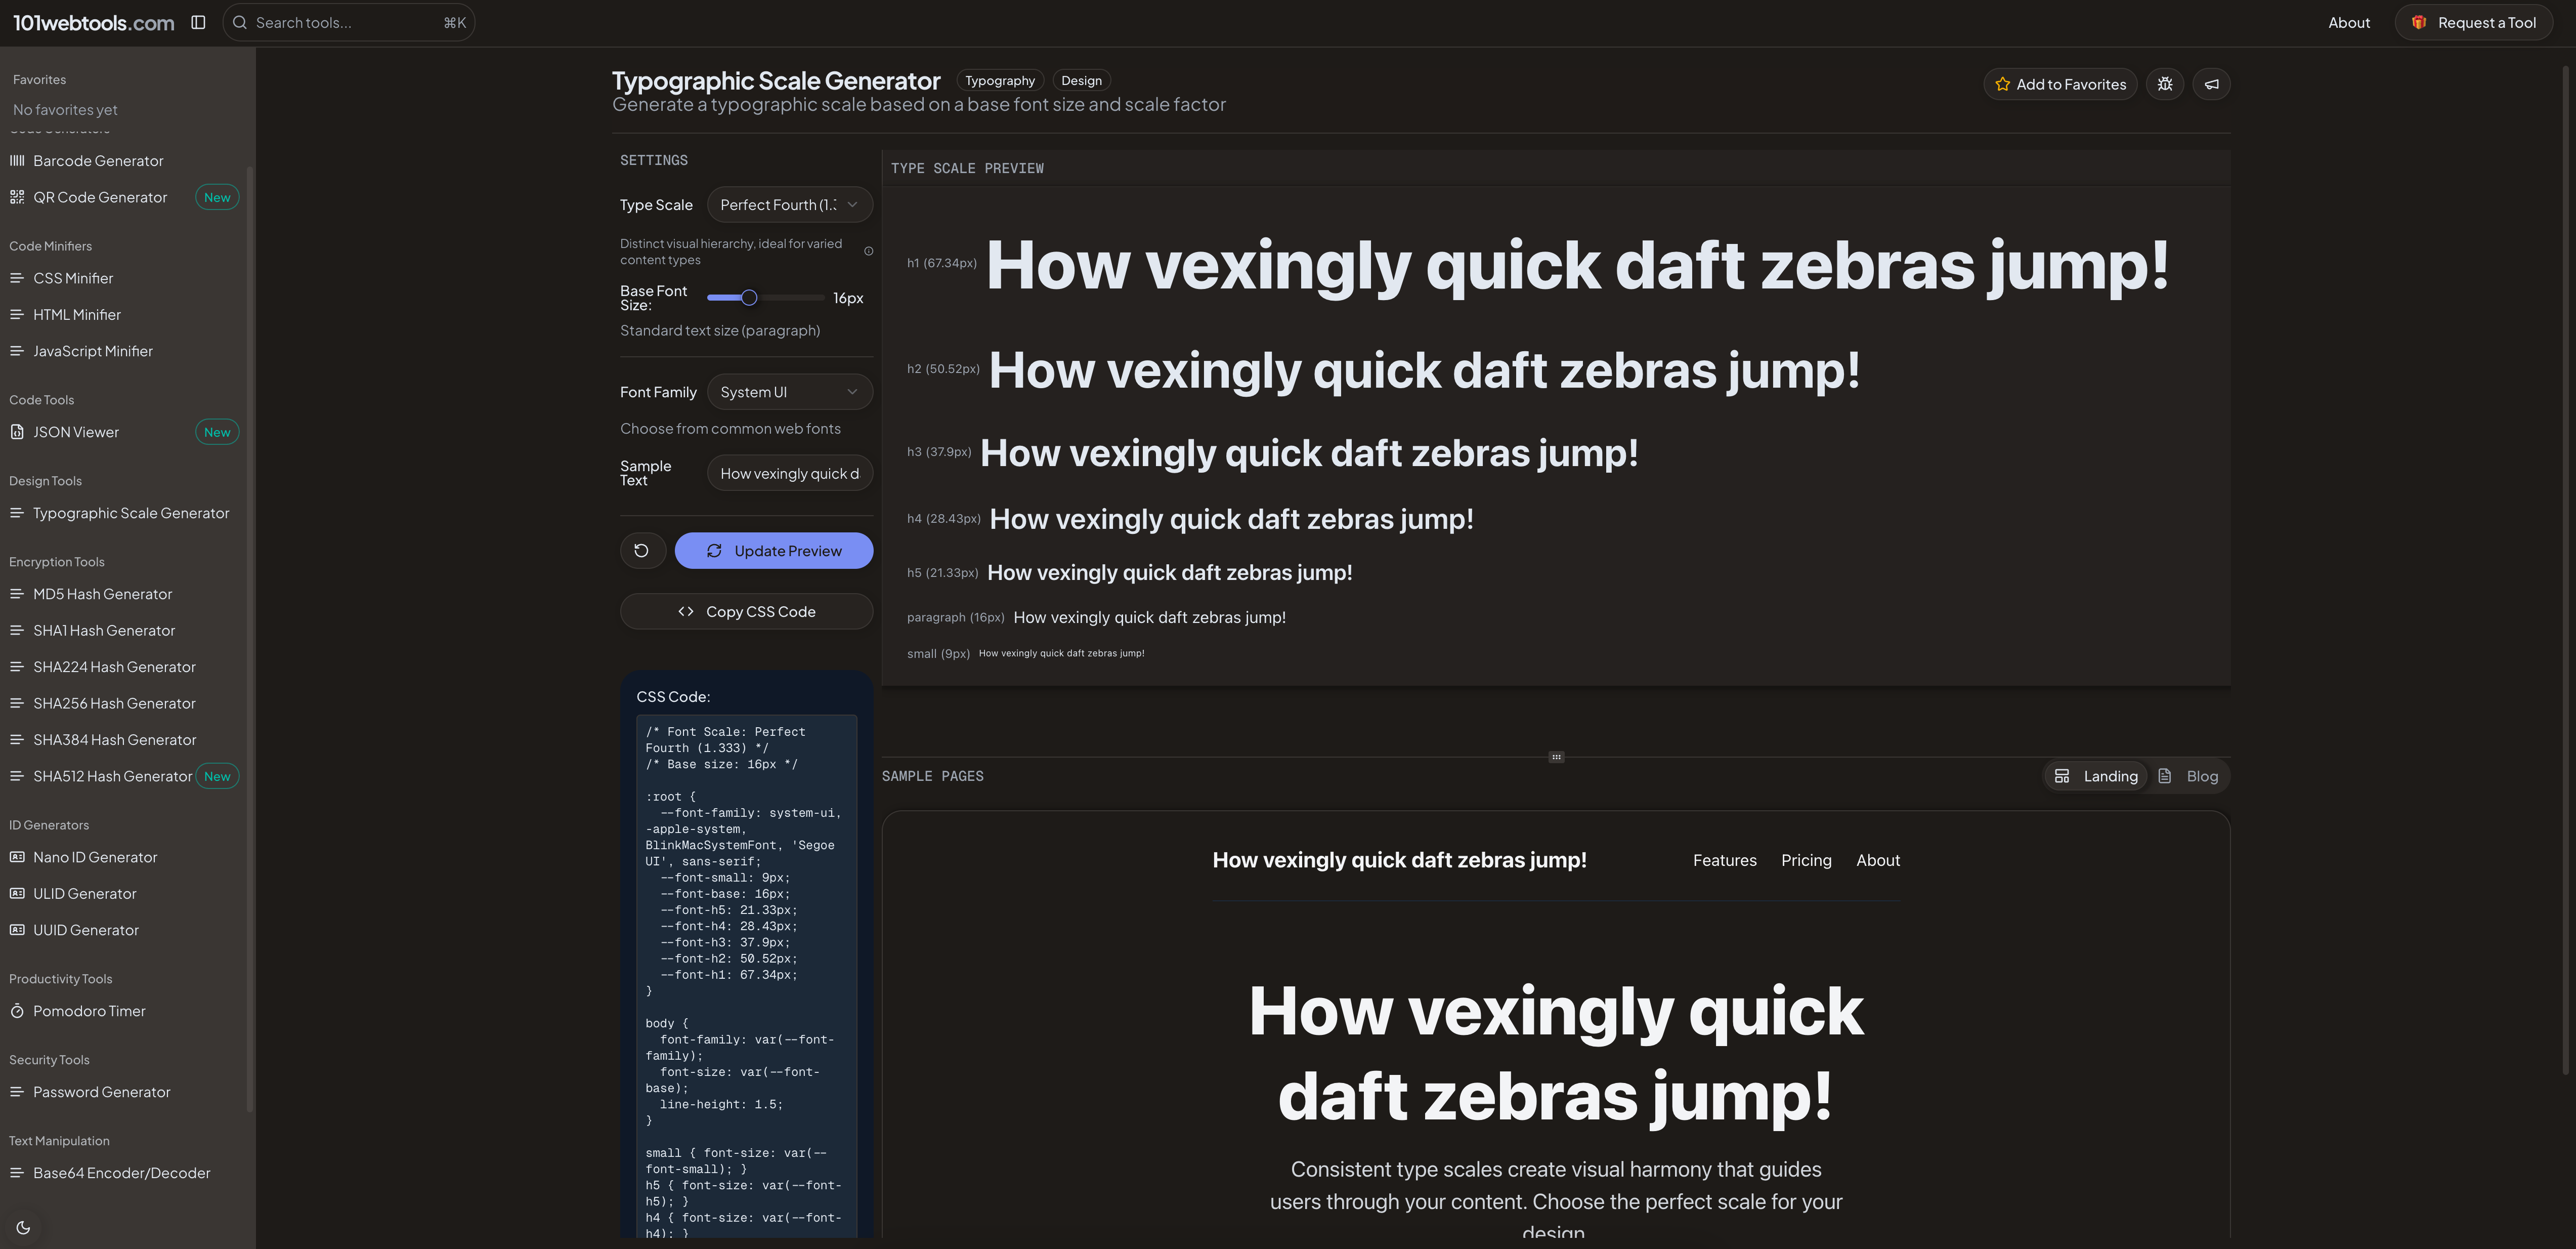 101webtools.com
Search tools...
⌘K
About
Request a Tool
Favorites
No favorites yet
Code Generators
Barcode Generator
QR Code Generator
New
Code Minifiers
CSS Minifier
HTML Minifier
JavaScript Minifier
Code Tools
JSON Viewer
New
Design Tools
Typographic Scale Generator
Encryption Tools
MD5 Hash Generator
SHA1 Hash Generator
SHA224 Hash Generator
SHA256 Hash Generator
SHA384 Hash Generator
SHA512 Hash Generator
New
ID Generators
Nano ID Generator
ULID Generator
UUID Generator
Productivity Tools
Pomodoro Timer
Security Tools
Password Generator
Text Manipulation
Base64 Encoder/Decoder
Typographic Scale Generator
Typography
Design
Generate a typographic scale based on a base font size and scale factor
Add to Favorites
SETTINGS
Type Scale
Perfect Fourth (1.3
Distinct visual hierarchy, ideal for varied
content types
Base Font
Size:
16px
Standard text size (paragraph)
Font Family
System UI
Choose from common web fonts
Sample
Text
How vexingly quick d
Update Preview
Copy CSS Code
CSS Code:
/* Font Scale: Perfect
Fourth (1.333) */
/* Base size: 16px */
:root {
--font-family: system-ui,
-apple-system,
BlinkMacSystemFont, 'Segoe
UI', sans-serif;
--font-small: 9px;
--font-base: 16px;
--font-h5: 21.33px;
--font-h4: 28.43px;
--font-h3: 37.9px;
--font-h2: 50.52px;
--font-h1: 67.34px;
}
body {
font-family: var(--font-
family);
font-size: var(--font-
base);
line-height: 1.5;
}
small { font-size: var(--
font-small); }
h5 { font-size: var(--font-
h5); }
h4 { font-size: var(--font-
h4); }
TYPE SCALE PREVIEW
h1 (67.34px) How vexingly quick daft zebras jump!
h2 (50.52px) How vexingly quick daft zebras jump!
h3 (37.9px) How vexingly quick daft zebras jump!
h4 (28.43px) How vexingly quick daft zebras jump!
h5 (21.33px) How vexingly quick daft zebras jump!
paragraph (16px) How vexingly quick daft zebras jump!
small (9px) How vexingly quick daft zebras jump!
SAMPLE PAGES
Landing
Blog
How vexingly quick daft zebras jump!
Features
Pricing
About
How vexingly quick
daft zebras jump!
Consistent type scales create visual harmony that guides
users through your content. Choose the perfect scale for your
design